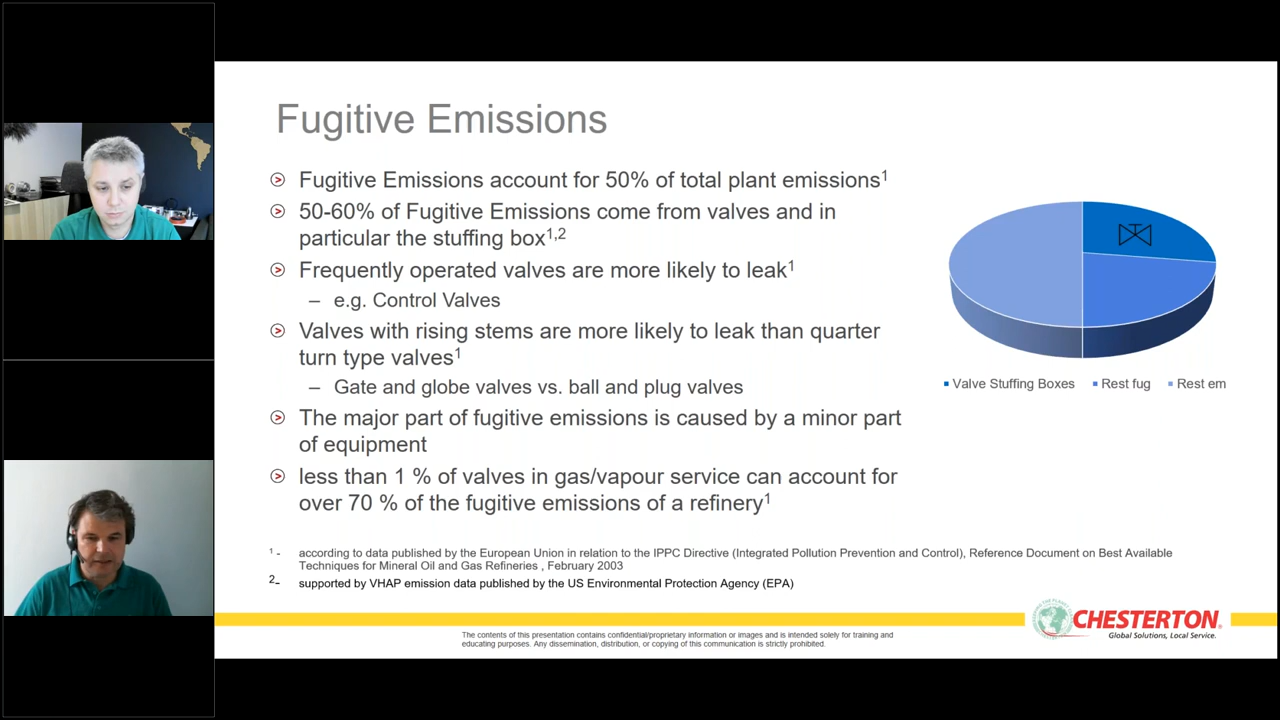 Fugitive Emissions
Fugitive Emissions account for 50% of total plant emissions¹
50-60% of Fugitive Emissions come from valves and in
particular the stuffing box¹,²
Frequently operated valves are more likely to leak¹
– e.g. Control Valves
Valves with rising stems are more likely to leak than quarter
turn type valves¹
– Gate and globe valves vs. ball and plug valves
The major part of fugitive emissions is caused by a minor part
of equipment
less than 1 % of valves in gas/vapour service can account for
over 70 % of the fugitive emissions of a refinery¹
Valve Stuffing Boxes Rest fug Rest em
¹ - according to data published by the European Union in relation to the IPPC Directive (Integrated Pollution Prevention and Control), Reference Document on Best Available
Techniques for Mineral Oil and Gas Refineries , February 2003
²- supported by VHAP emission data published by the US Environmental Protection Agency (EPA)
The contents of this presentation contains confidential/proprietary information or images and is intended solely for training and
educating purposes. Any dissemination, distribution, or copying of this communication is strictly prohibited.
CHESTERTON®
Global Solutions, Local Service.